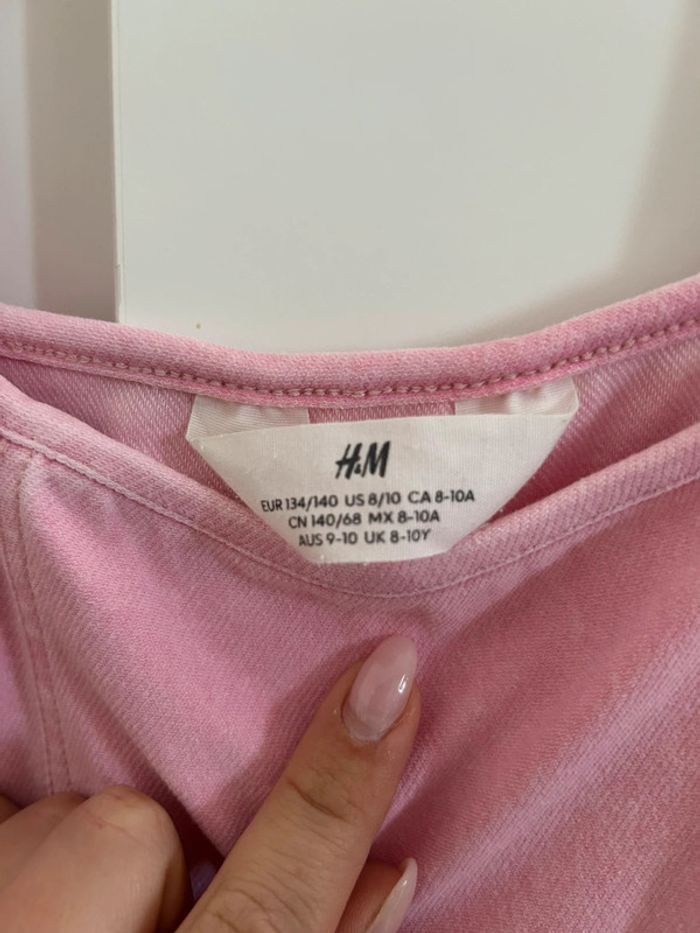 H&M
EUR 134/140 US 8/10 CA 8-10A
CN 140/68 MX 8-10A
AUS 9-10 UK 8-10Y